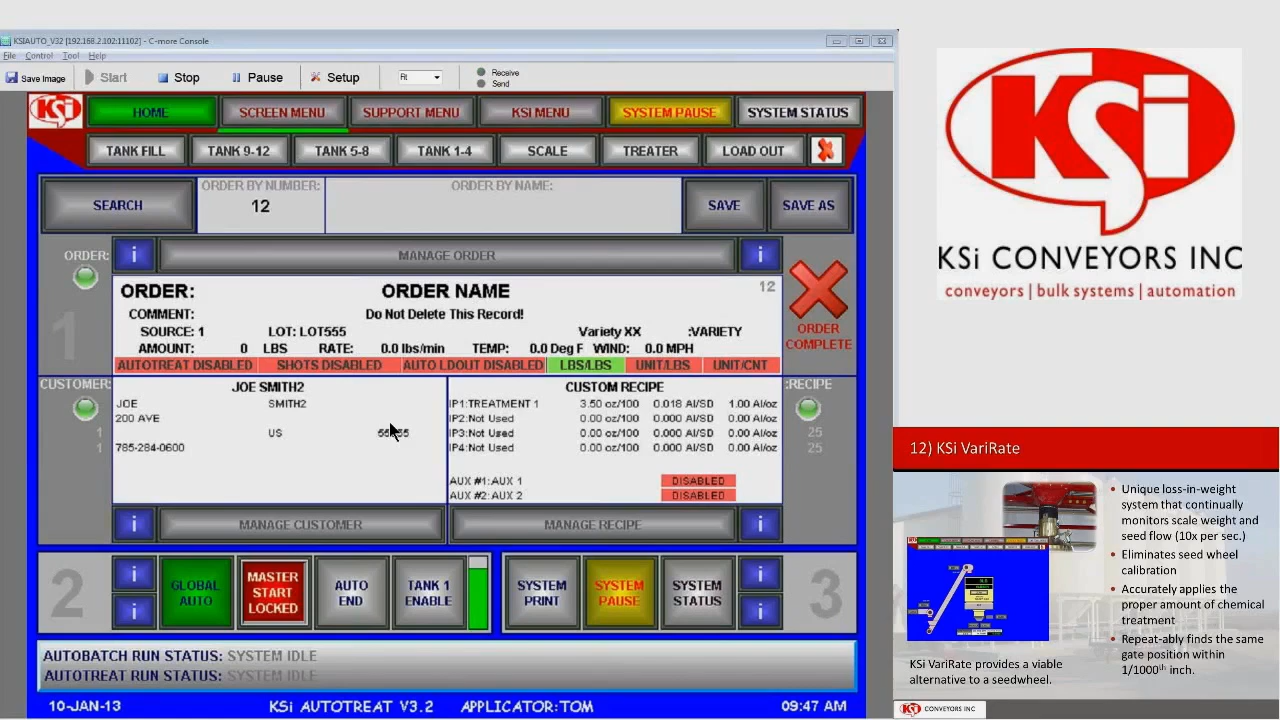 KSIAUTO_V32 [192.168.2.102:11102] - C-more Console
File Control Tool Help
Save Image Start Stop Pause Setup Fit Receive
Send
KSi HOME SCREEN MENU SUPPORT MENU KSI MENU SYSTEM PAUSE SYSTEM STATUS
TANK FILL TANK 9-12 TANK 5-8 TANK 1-4 SCALE TREATER LOAD OUT
SEARCH ORDER BY NUMBER: ORDER BY NAME: SAVE SAVE AS
12
ORDER: i MANAGE ORDER i
1
ORDER: ORDER NAME 12
COMMENT: Do Not Delete This Record!
SOURCE: 1 LOT: LOT555 Variety XX :VARIETY
AMOUNT: 0 LBS RATE: 0.0 lbs/min TEMP: 0.0 Deg F WIND: 0.0 MPH
AUTOTREAT DISABLED SHOTS DISABLED AUTO LDOUT DISABLED LBS/LBS UNIT/LBS UNIT/CNT
ORDER
COMPLETE
CUSTOMER: JOE SMITH2 CUSTOM RECIPE :RECIPE
JOE SMITH2 IP1:TREATMENT 1 3.50 oz/100 0.018 AI/SD 1.00 AI/oz
200 AVE IP2:Not Used 0.00 oz/100 0.000 AI/SD 0.00 AI/oz
1 US IP3:Not Used 0.00 oz/100 0.000 AI/SD 0.00 AI/oz 25
1 785-284-0600 IP4:Not Used 0.00 oz/100 0.000 AI/SD 0.00 AI/oz 25
AUX #1:AUX 1 DISABLED
AUX #2:AUX 2 DISABLED
i MANAGE CUSTOMER MANAGE RECIPE i
2 i i GLOBAL AUTO MASTER START LOCKED AUTO END TANK 1 ENABLE SYSTEM PRINT SYSTEM PAUSE SYSTEM STATUS i i 3
AUTOBATCH RUN STATUS: SYSTEM IDLE
AUTOTREAT RUN STATUS: SYSTEM IDLE
10-JAN-13 KSi AUTOTREAT V3.2 APPLICATOR:TOM 09:47 AM
KSi
KSi CONVEYORS INC
conveyors | bulk systems | automation
12) KSi VariRate
• Unique loss-in-weight
system that continually
monitors scale weight and
seed flow (10x per sec.)
• Eliminates seed wheel
calibration
• Accurately applies the
proper amount of chemical
treatment
• Repeat-ably finds the same
gate position within
1/1000th inch.
KSi VariRate provides a viable
alternative to a seedwheel.
KSi CONVEYORS INC